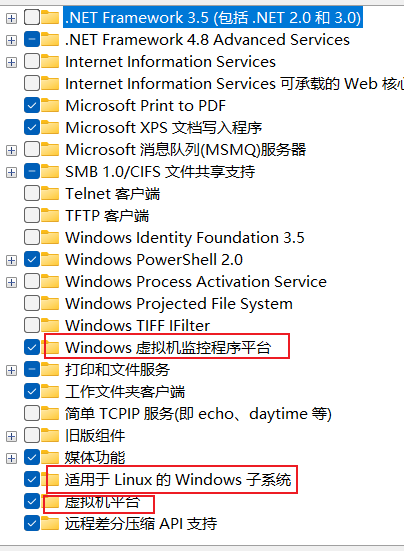 .NET Framework 3.5 (包括 .NET 2.0 和 3.0)
.NET Framework 4.8 Advanced Services
Internet Information Services
Internet Information Services 可承载的 Web 核心
Microsoft Print to PDF
Microsoft XPS 文档写入程序
Microsoft 消息队列(MSMQ)服务器
SMB 1.0/CIFS 文件共享支持
Telnet 客户端
TFTP 客户端
Windows Identity Foundation 3.5
Windows PowerShell 2.0
Windows Process Activation Service
Windows Projected File System
Windows TIFF IFilter
Windows 虚拟机监控程序平台
打印和文件服务
工作文件夹客户端
简单 TCPIP 服务(即 echo、daytime 等)
旧版组件
媒体功能
适用于 Linux 的 Windows 子系统
虚拟机平台
远程差分压缩 API 支持